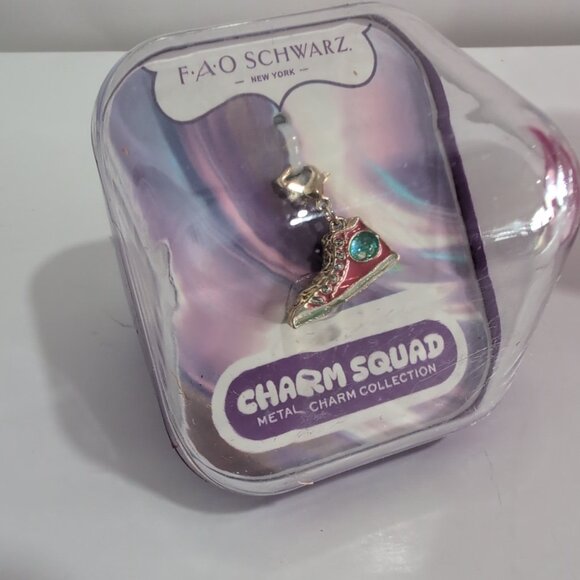 F·A·O SCHWARZ.
— NEW YORK —
CHARM SQUAD
METAL CHARM COLLECTION